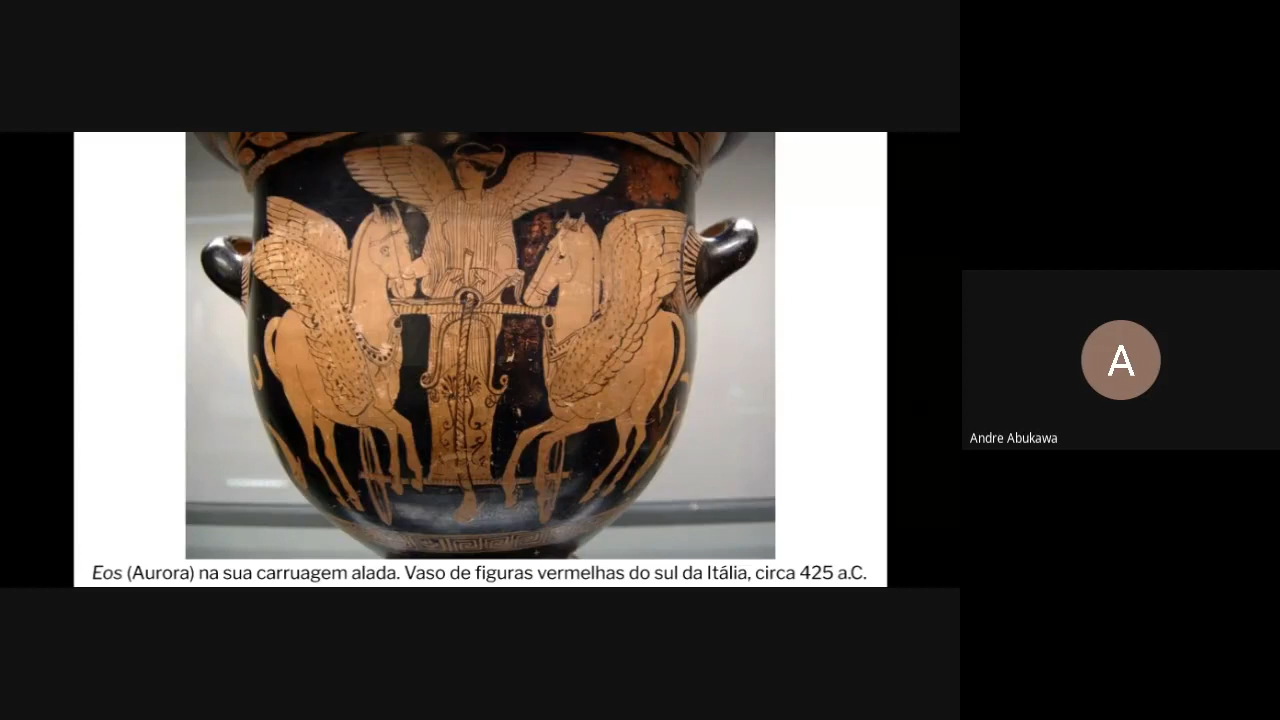 Eos (Aurora) na sua carruagem alada. Vaso de figuras vermelhas do sul da Itália, circa 425 a.C.
A
Andre Abukawa